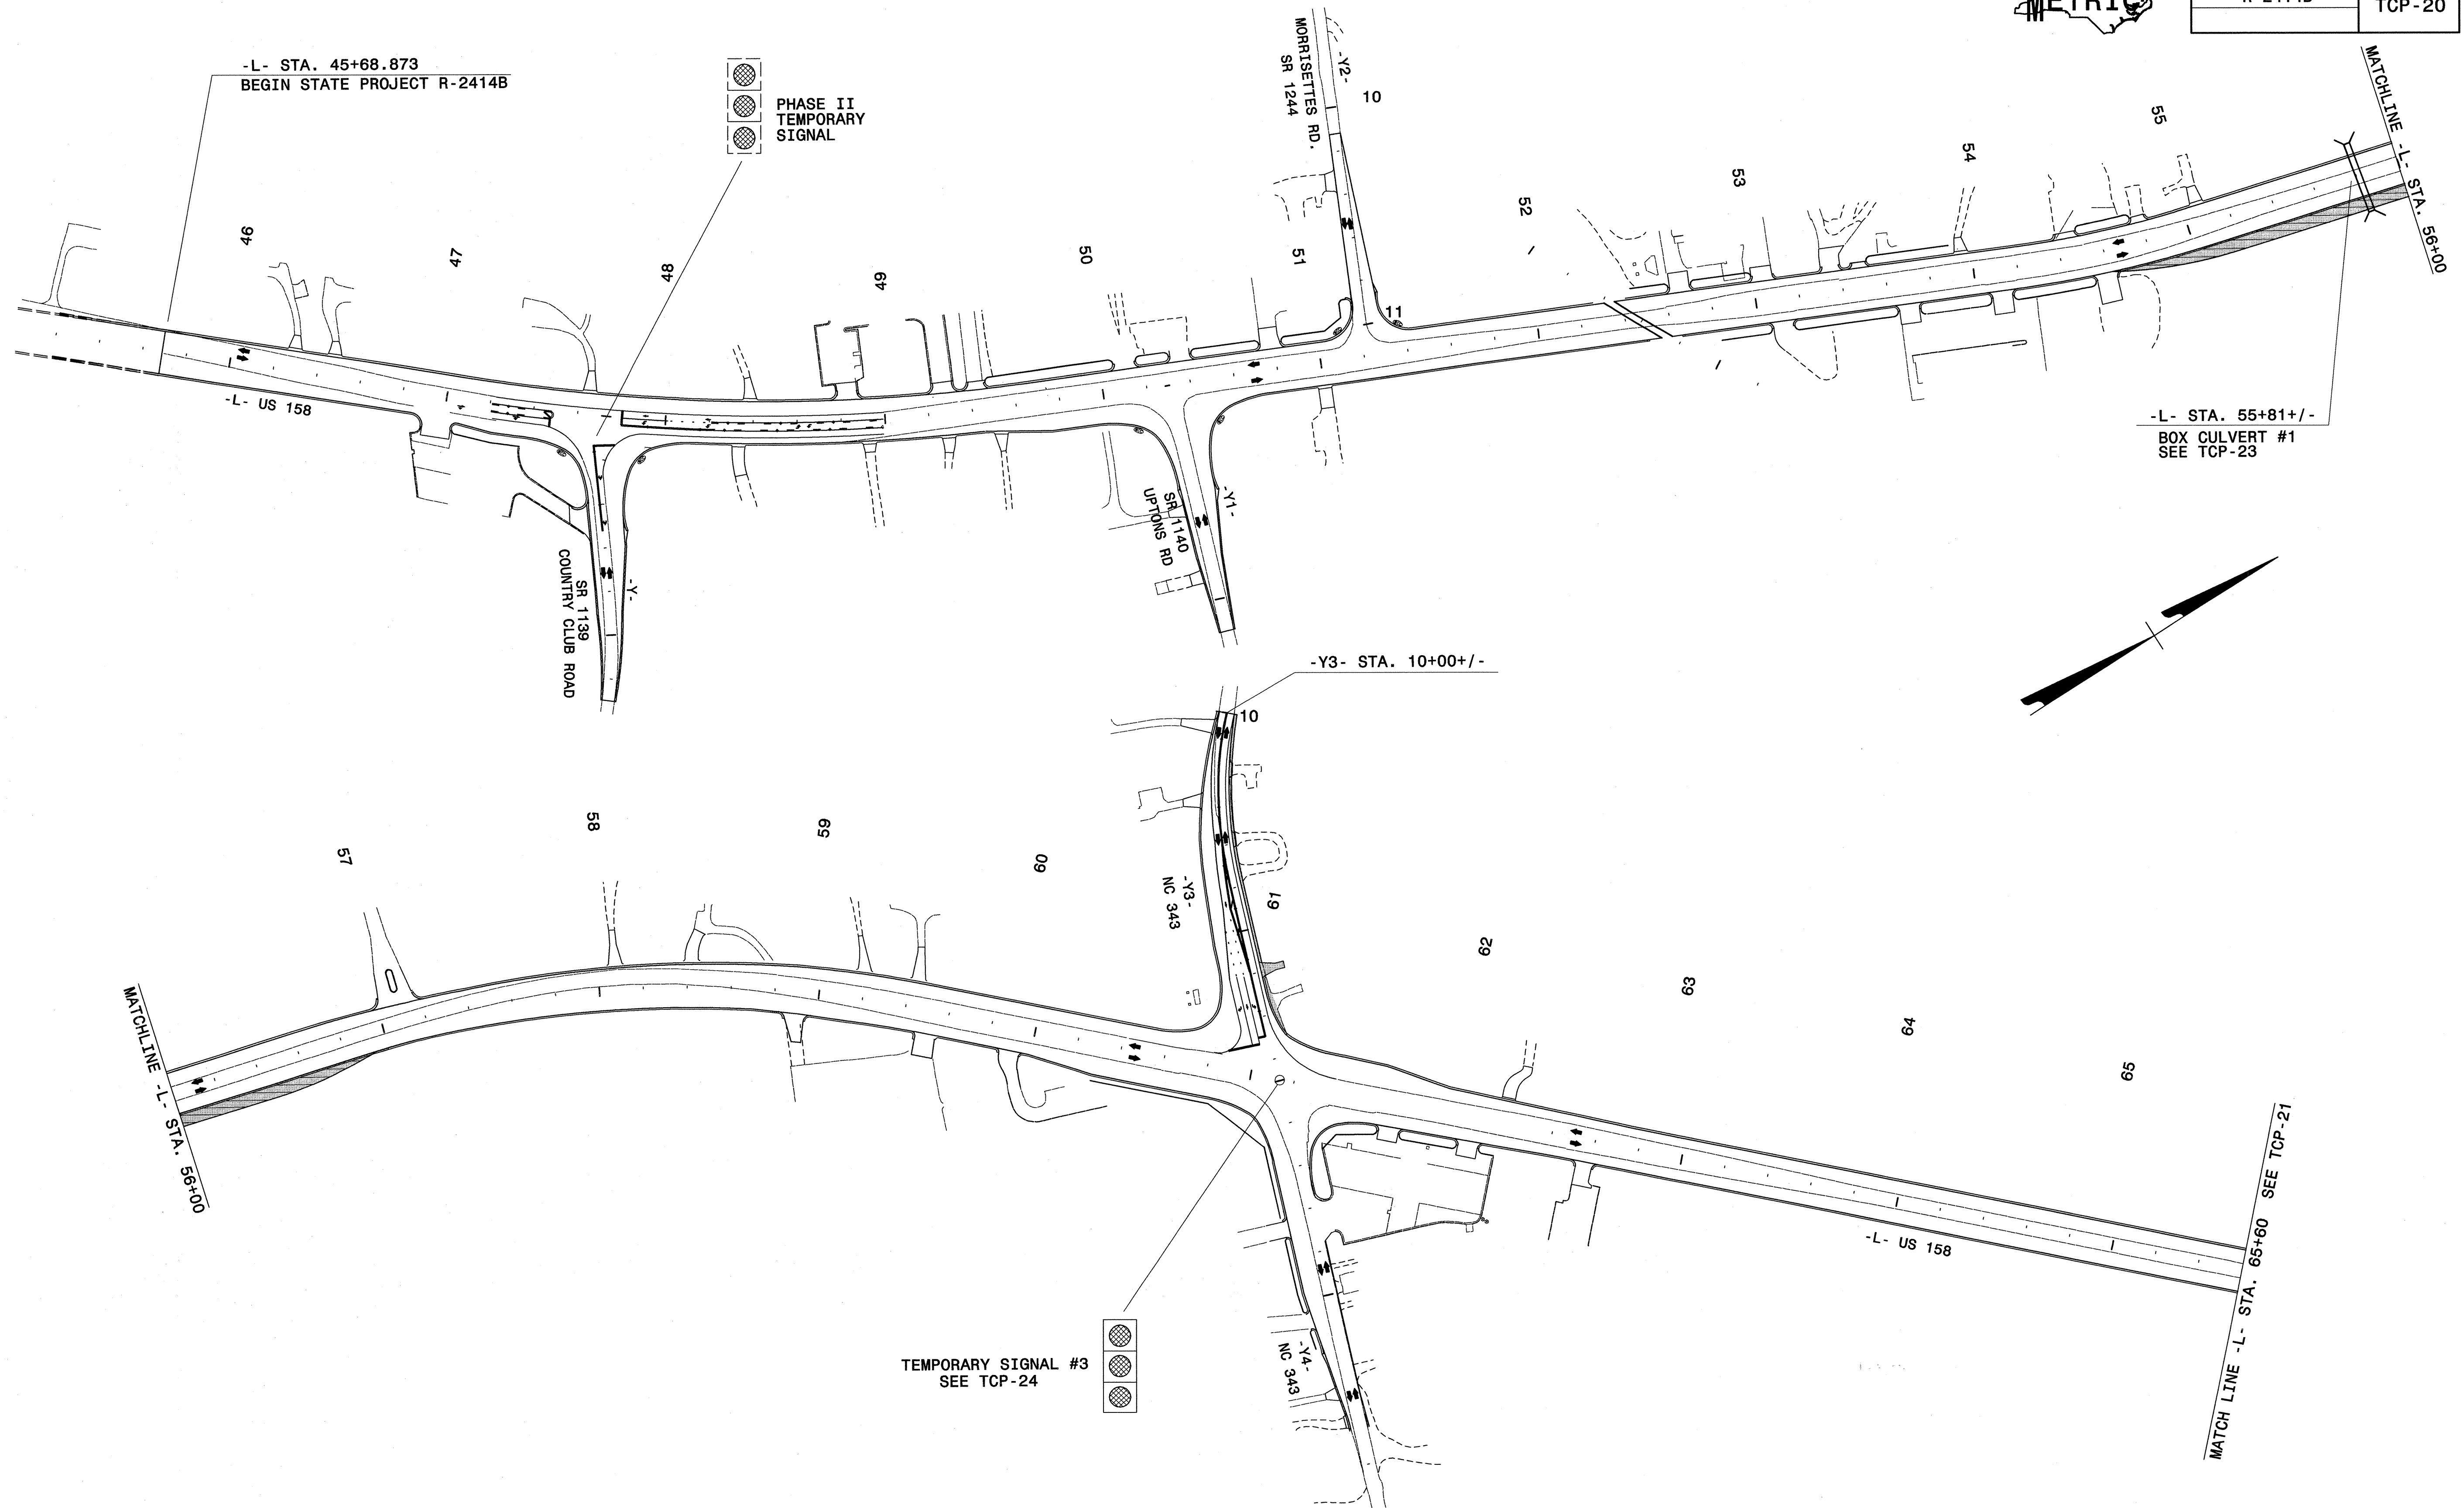 METRIC
TCP-20
-L- STA. 45+68.873
BEGIN STATE PROJECT R-2414B
PHASE II
TEMPORARY
SIGNAL
MORRISETTES RD.
SR 1244
-Y2-
10
11
MATCHLINE -L- STA. 56+00
46
47
48
49
50
51
52
53
54
55
-L- US 158
-L- STA. 55+81+/-
BOX CULVERT #1
SEE TCP-23
SR 1139
COUNTRY CLUB ROAD
-Y-
SR 1140
UPTONS RD
-Y1-
-Y3- STA. 10+00+/-
10
-Y3-
NC 343
57
58
59
60
61
62
63
64
65
MATCHLINE -L- STA. 56+00
-L- US 158
MATCH LINE -L- STA. 65+60 SEE TCP-21
TEMPORARY SIGNAL #3
SEE TCP-24
-Y4-
NC 343